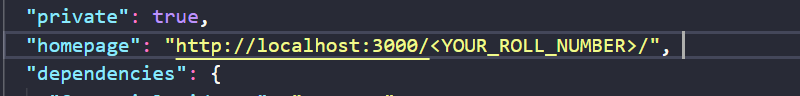 "private": true,
"homepage": "http://localhost:3000/<YOUR_ROLL_NUMBER>/",
"dependencies": {